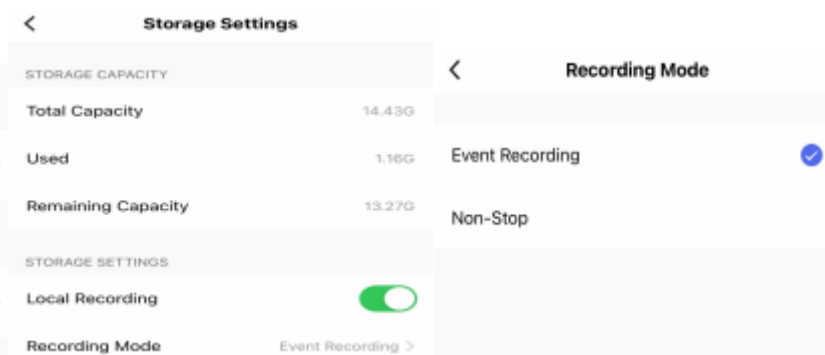 Storage Settings
STORAGE CAPACITY
Total Capacity 14.43G
Used 1.16G
Remaining Capacity 13.27G
STORAGE SETTINGS
Local Recording
Recording Mode Event Recording
Recording Mode
Event Recording
Non-Stop